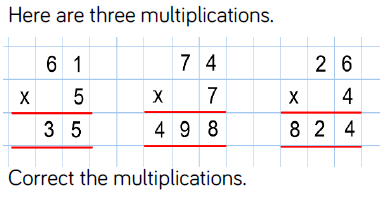 Here are three multiplications.
6 1 7 4 2 6
x 5 x 7 x 4
3 5 4 9 8 8 2 4
Correct the multiplications.